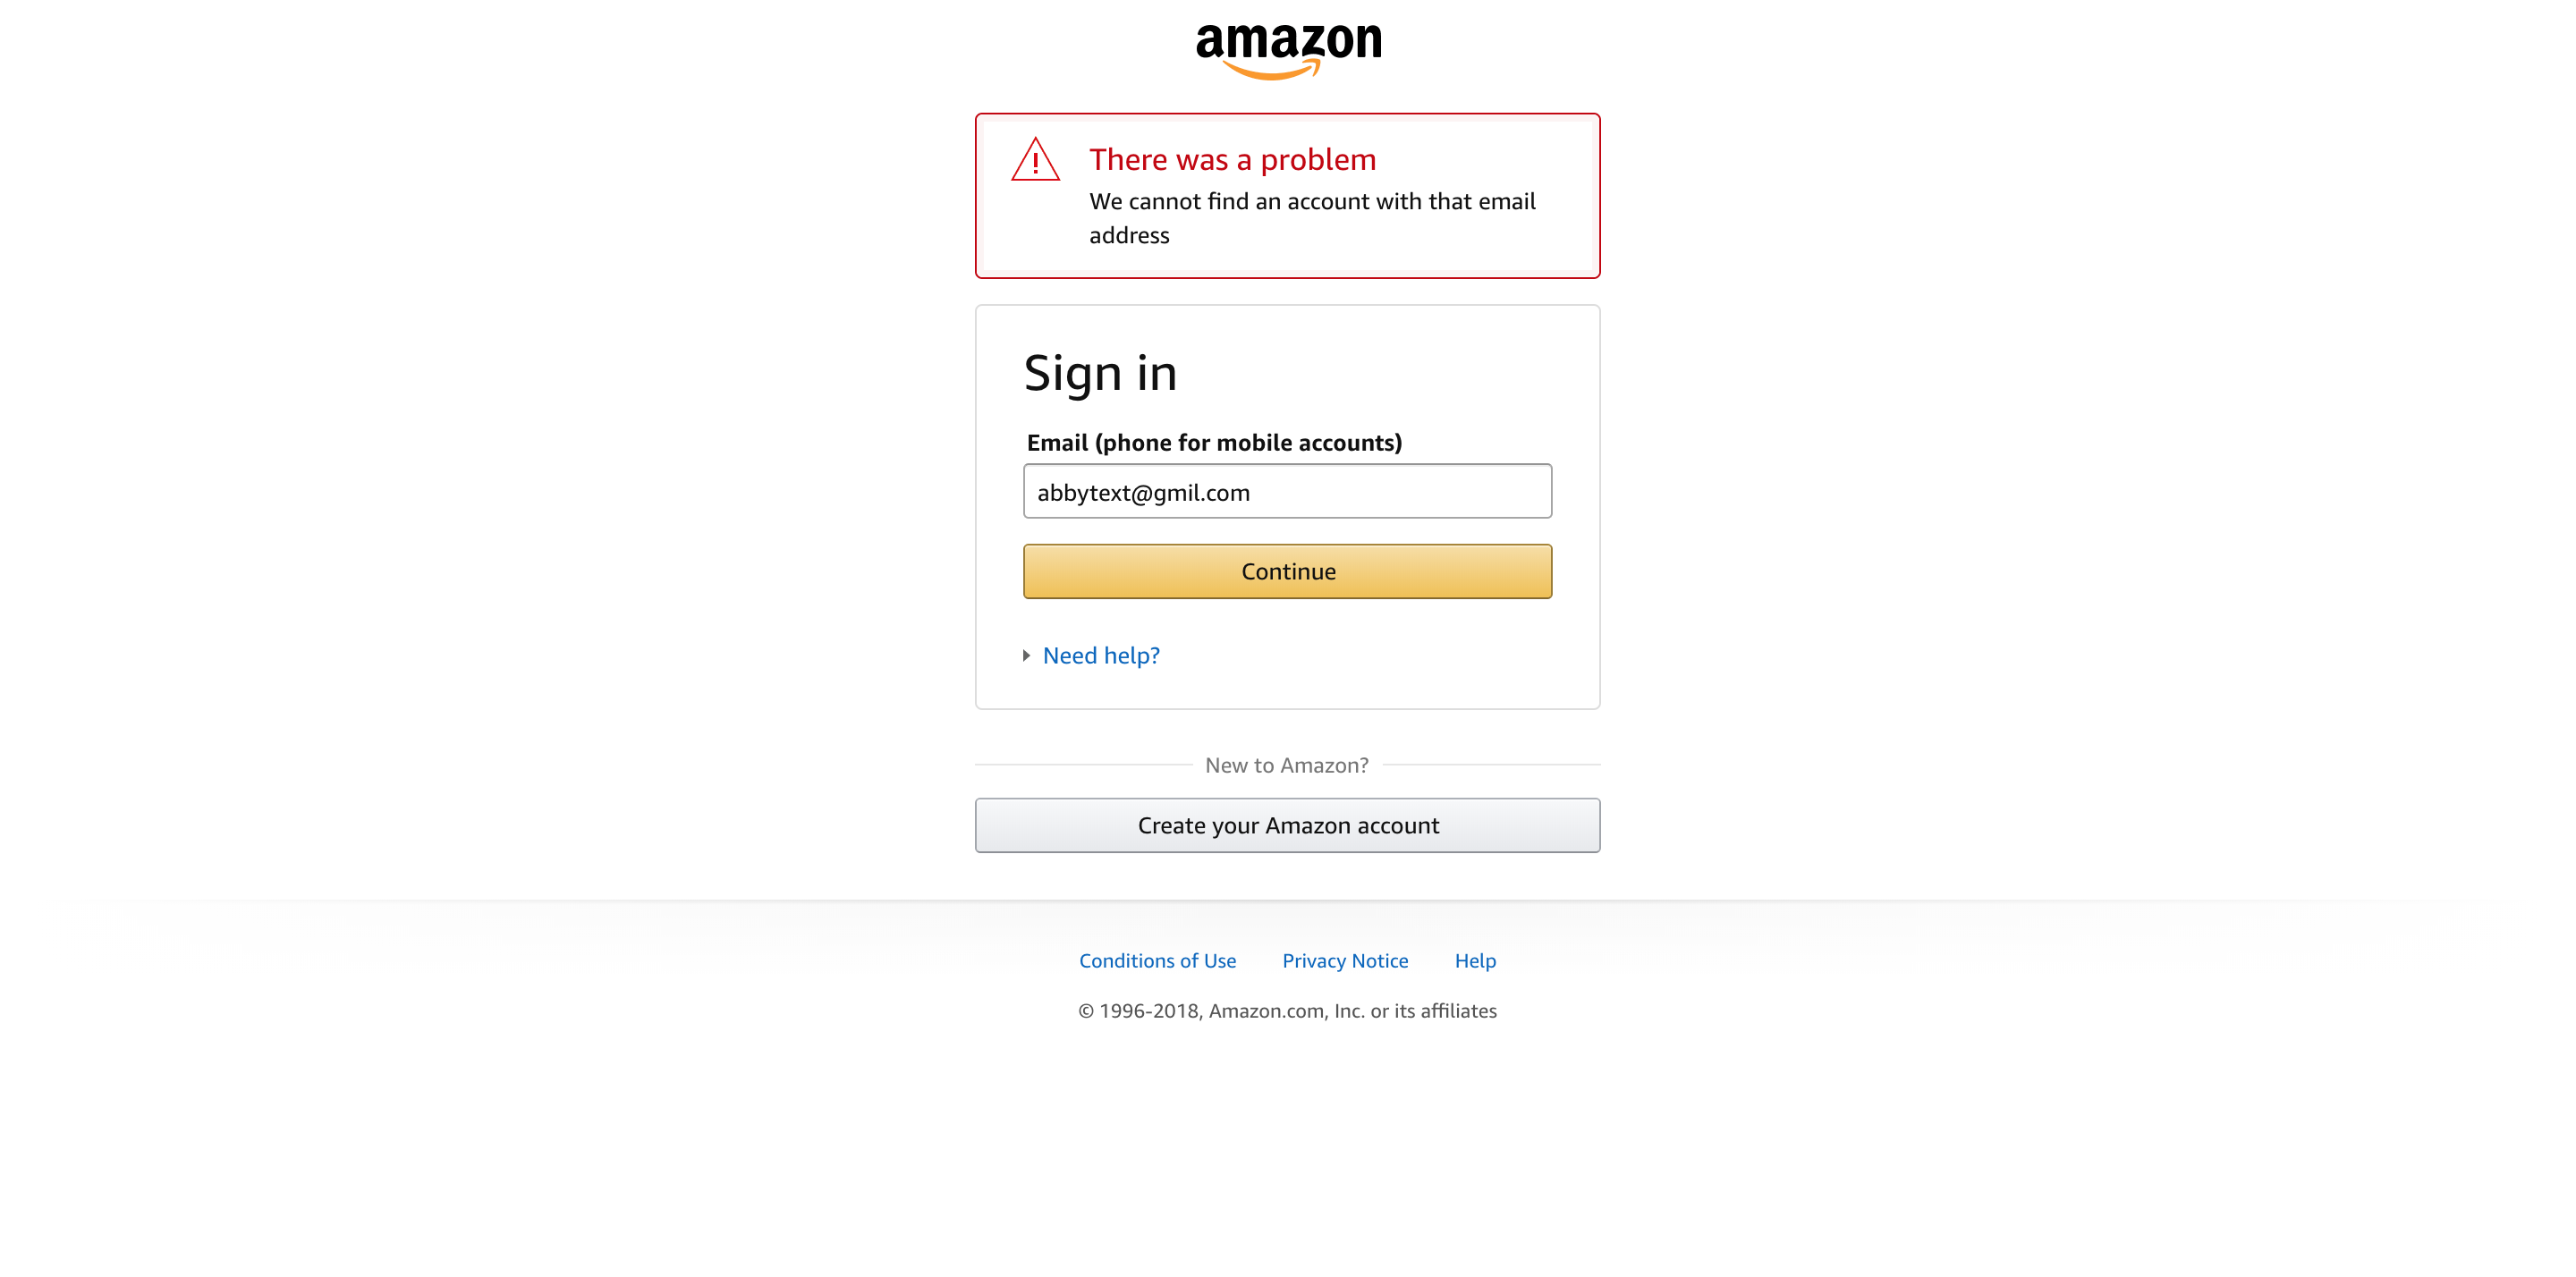 amazon
There was a problem
We cannot find an account with that email
address
Sign in
Email (phone for mobile accounts)
abbytext@gmil.com
Continue
Need help?
New to Amazon?
Create your Amazon account
Conditions of Use Privacy Notice Help
© 1996-2018, Amazon.com, Inc. or its affiliates